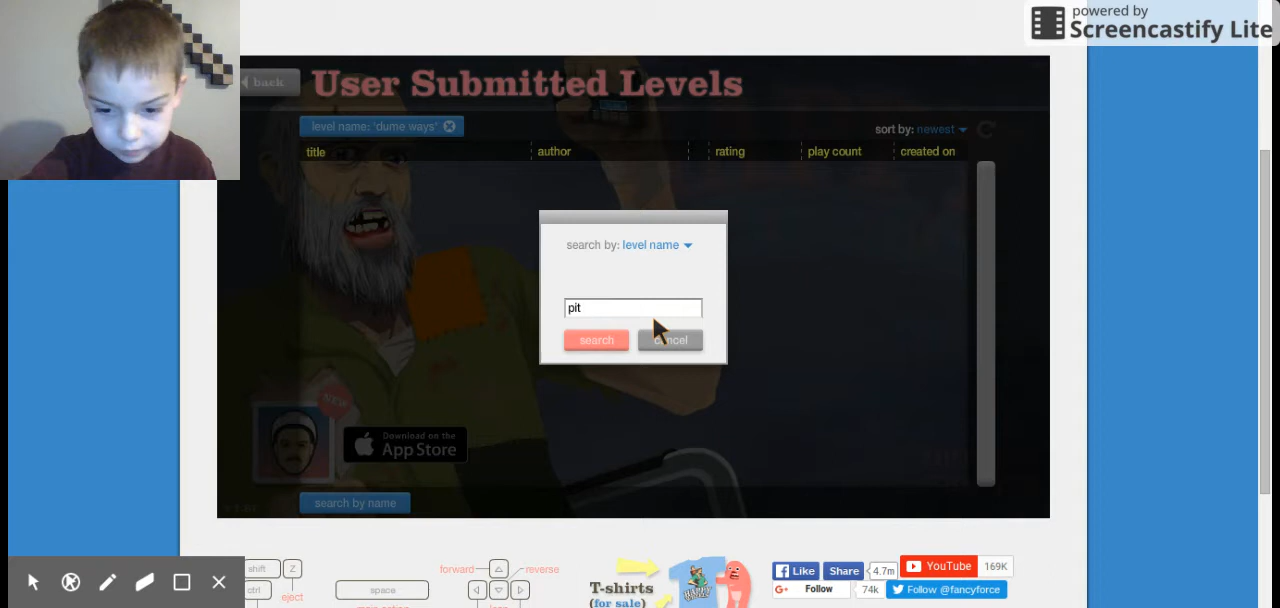 powered by
Screencastify Lite
back
User Submitted Levels
level name: 'dume ways'
sort by: newest
title
author
rating
play count
created on
search by: level name
pit
search
cancel
NEW
Download on the
App Store
search by name
shift
Z
ctrl
eject
space
forward
reverse
T-shirts
(for sale)
Like
Share
4.7m
YouTube
169K
G+
Follow
74k
Follow @fancyforce